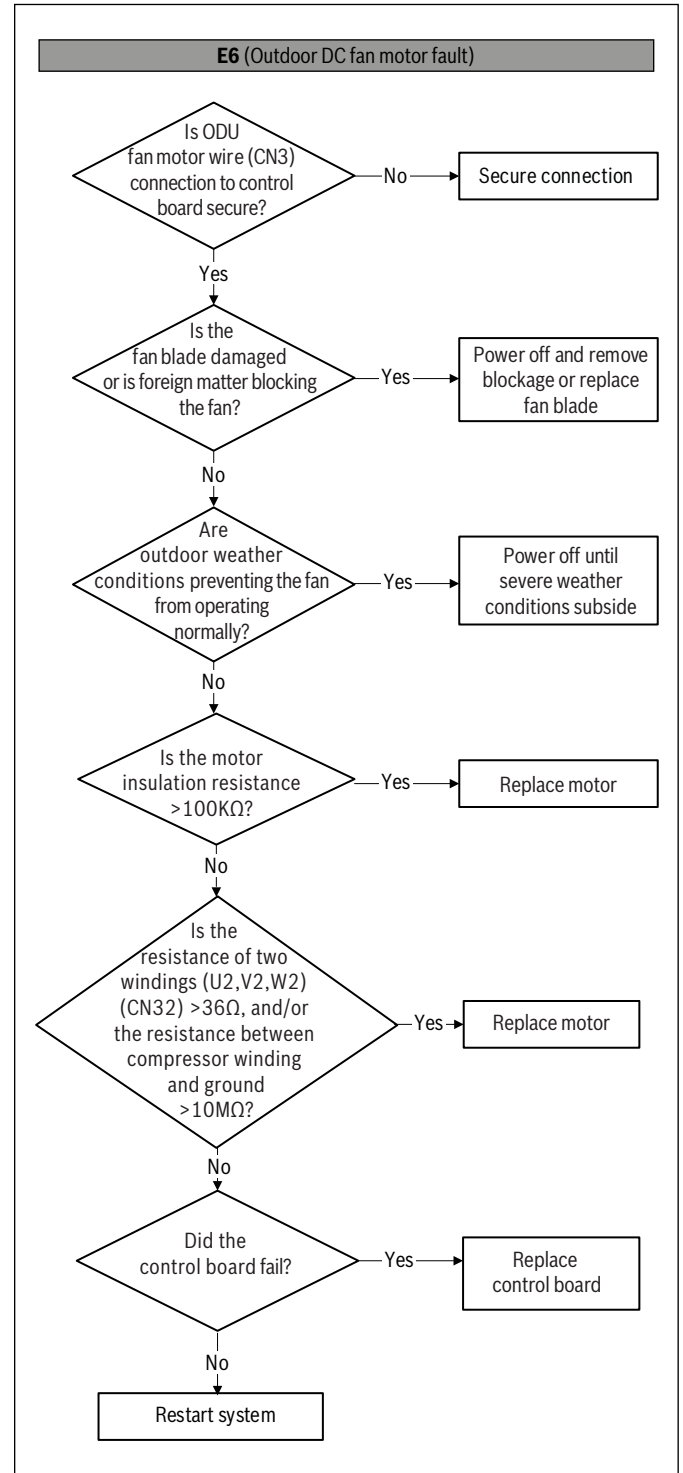 E6 (Outdoor DC fan motor fault)
Is ODU
fan motor wire (CN3)
connection to control
board secure?
No
Secure connection
Yes
Is the
fan blade damaged
or is foreign matter blocking
the fan?
Yes
Power off and remove
blockage or replace
fan blade
No
Are
outdoor weather
conditions preventing the fan
from operating
normally?
Yes
Power off until
severe weather
conditions subside
No
Is the motor
insulation resistance
>100KΩ?
Yes
Replace motor
No
Is the
resistance of two
windings (U2,V2,W2)
(CN32) >36Ω, and/or
the resistance between
compressor winding
and ground
>10MΩ?
Yes
Replace motor
No
Did the
control board fail?
Yes
Replace
control board
No
Restart system